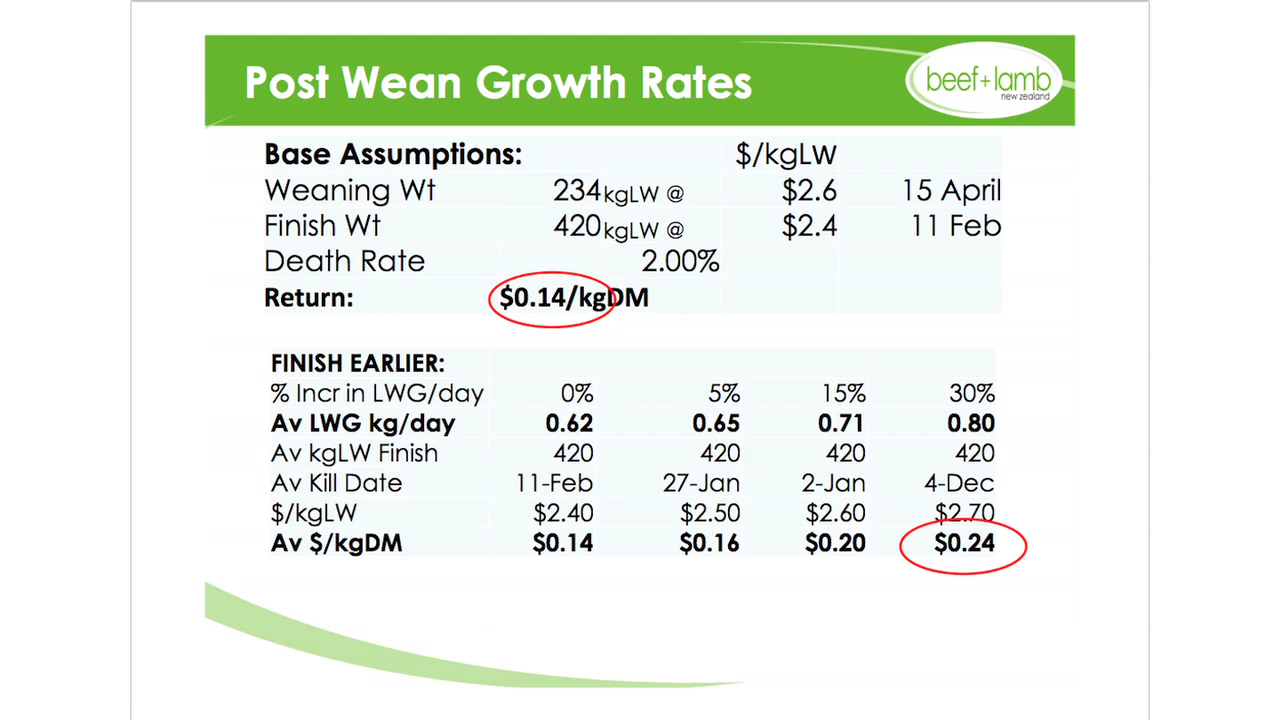 Post Wean Growth Rates
beef+lamb
new zealand
Base Assumptions: $/kgLW
Weaning Wt 234 kgLW @ $2.6 15 April
Finish Wt 420 kgLW @ $2.4 11 Feb
Death Rate 2.00%
Return: $0.14/kgDM
FINISH EARLIER:
% Incr in LWG/day 0% 5% 15% 30%
Av LWG kg/day 0.62 0.65 0.71 0.80
Av kgLW Finish 420 420 420 420
Av Kill Date 11-Feb 27-Jan 2-Jan 4-Dec
$/kgLW $2.40 $2.50 $2.60 $2.70
Av $/kgDM $0.14 $0.16 $0.20 $0.24